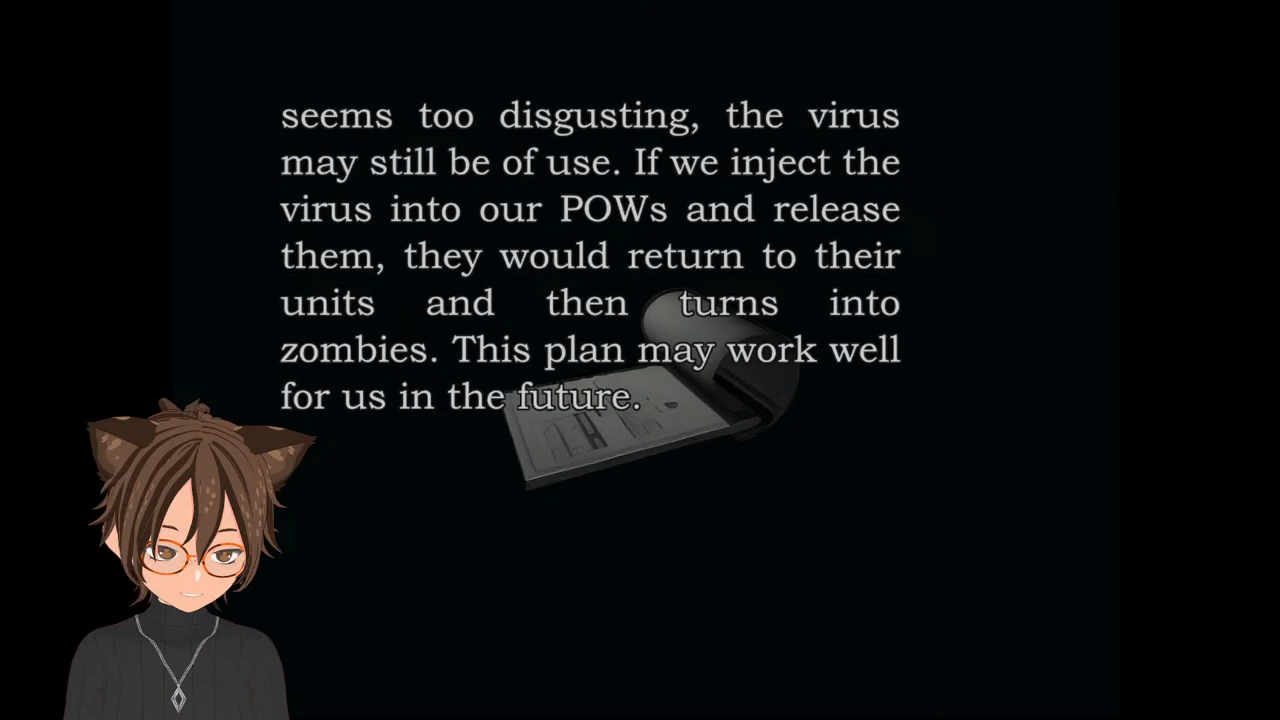 seems too disgusting, the virus
may still be of use. If we inject the
virus into our POWs and release
them, they would return to their
units and then turns into
zombies. This plan may work well
for us in the future.